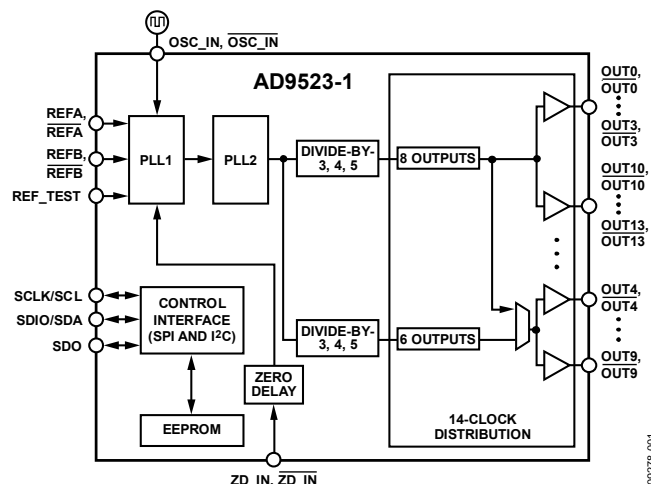 OSC_IN, OSC_IN
AD9523-1
OUT0,
OUT0
OUT3,
OUT3
OUT10,
OUT10
OUT13,
OUT13
REFA,
REFA
REFB,
REFB
REF_TEST
PLL1
PLL2
DIVIDE-BY-
3, 4, 5
8 OUTPUTS
SCLK/SCL
SDIO/SDA
SDO
CONTROL
INTERFACE
(SPI AND I²C)
DIVIDE-BY-
3, 4, 5
6 OUTPUTS
OUT4,
OUT4
OUT9,
OUT9
ZERO
DELAY
EEPROM
14-CLOCK
DISTRIBUTION
ZD_IN, ZD_IN
09278-001